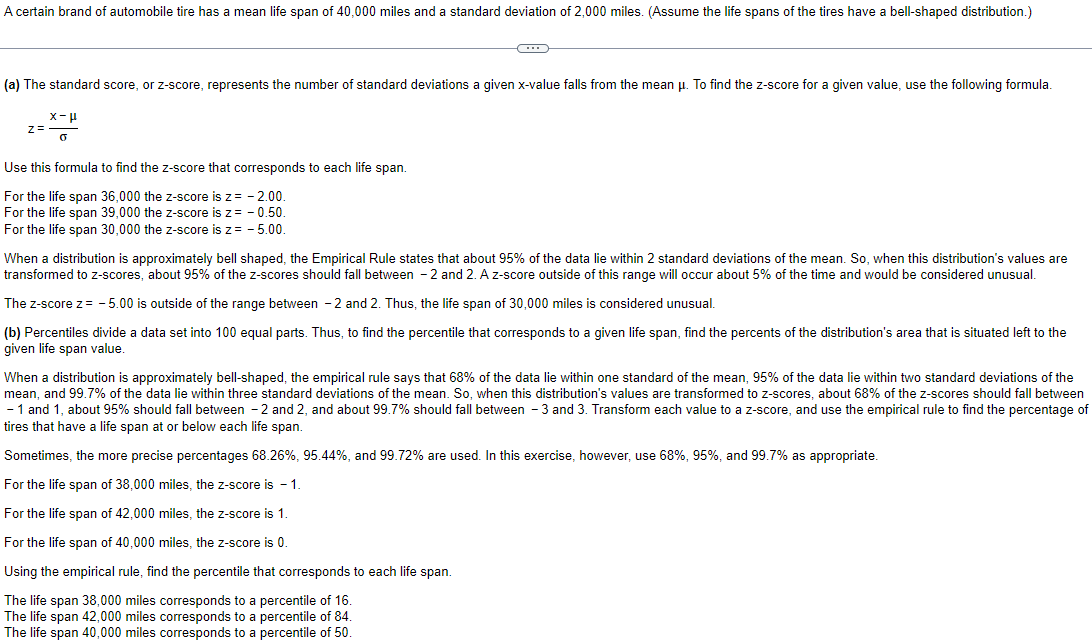 A certain brand of automobile tire has a mean life span of 40,000 miles and a standard deviation of 2,000 miles. (Assume the life spans of the tires have a bell-shaped distribution.)
(a) The standard score, or z-score, represents the number of standard deviations a given x-value falls from the mean μ. To find the z-score for a given value, use the following formula.
z = (x − μ) / σ
Use this formula to find the z-score that corresponds to each life span.
For the life span 36,000 the z-score is z = − 2.00.
For the life span 39,000 the z-score is z = − 0.50.
For the life span 30,000 the z-score is z = − 5.00.
When a distribution is approximately bell shaped, the Empirical Rule states that about 95% of the data lie within 2 standard deviations of the mean. So, when this distribution's values are
transformed to z-scores, about 95% of the z-scores should fall between − 2 and 2. A z-score outside of this range will occur about 5% of the time and would be considered unusual.
The z-score z = − 5.00 is outside of the range between − 2 and 2. Thus, the life span of 30,000 miles is considered unusual.
(b) Percentiles divide a data set into 100 equal parts. Thus, to find the percentile that corresponds to a given life span, find the percents of the distribution's area that is situated left to the
given life span value.
When a distribution is approximately bell-shaped, the empirical rule says that 68% of the data lie within one standard of the mean, 95% of the data lie within two standard deviations of the
mean, and 99.7% of the data lie within three standard deviations of the mean. So, when this distribution's values are transformed to z-scores, about 68% of the z-scores should fall between
− 1 and 1, about 95% should fall between − 2 and 2, and about 99.7% should fall between − 3 and 3. Transform each value to a z-score, and use the empirical rule to find the percentage of
tires that have a life span at or below each life span.
Sometimes, the more precise percentages 68.26%, 95.44%, and 99.72% are used. In this exercise, however, use 68%, 95%, and 99.7% as appropriate.
For the life span of 38,000 miles, the z-score is − 1.
For the life span of 42,000 miles, the z-score is 1.
For the life span of 40,000 miles, the z-score is 0.
Using the empirical rule, find the percentile that corresponds to each life span.
The life span 38,000 miles corresponds to a percentile of 16.
The life span 42,000 miles corresponds to a percentile of 84.
The life span 40,000 miles corresponds to a percentile of 50.